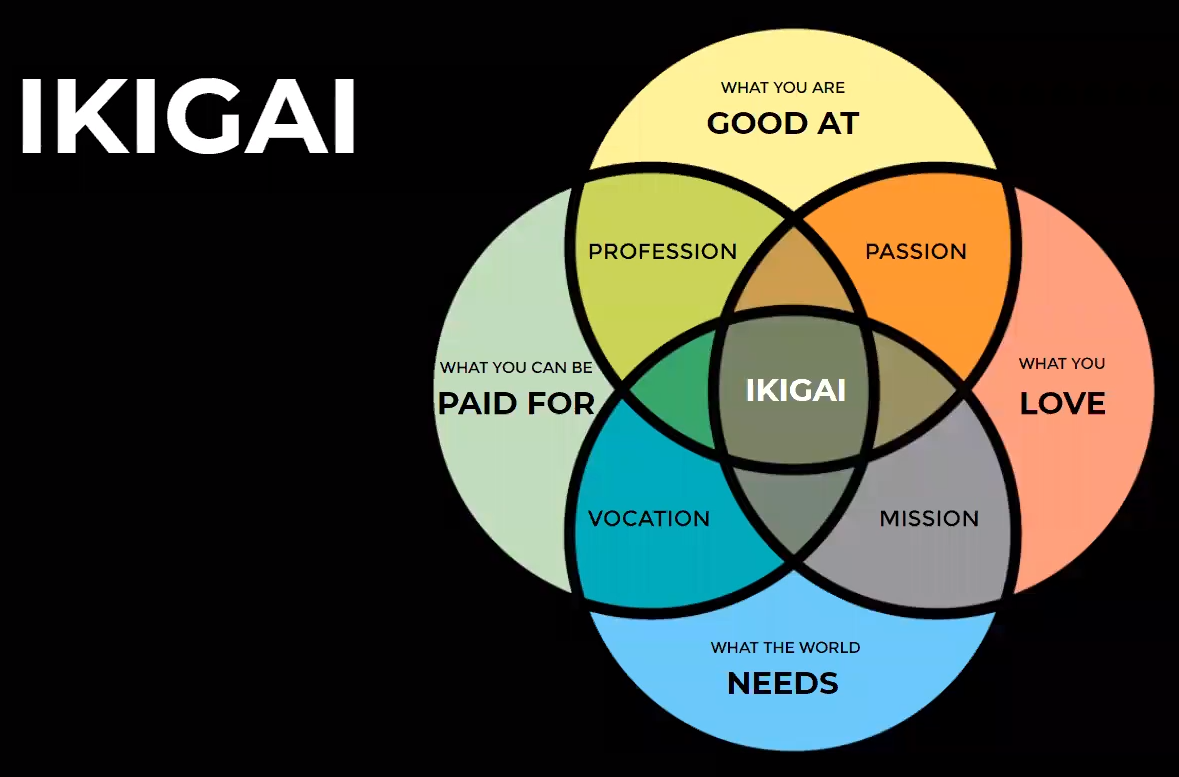 IKIGAI
WHAT YOU ARE
GOOD AT
PROFESSION
PASSION
WHAT YOU CAN BE
PAID FOR
IKIGAI
WHAT YOU
LOVE
VOCATION
MISSION
WHAT THE WORLD
NEEDS